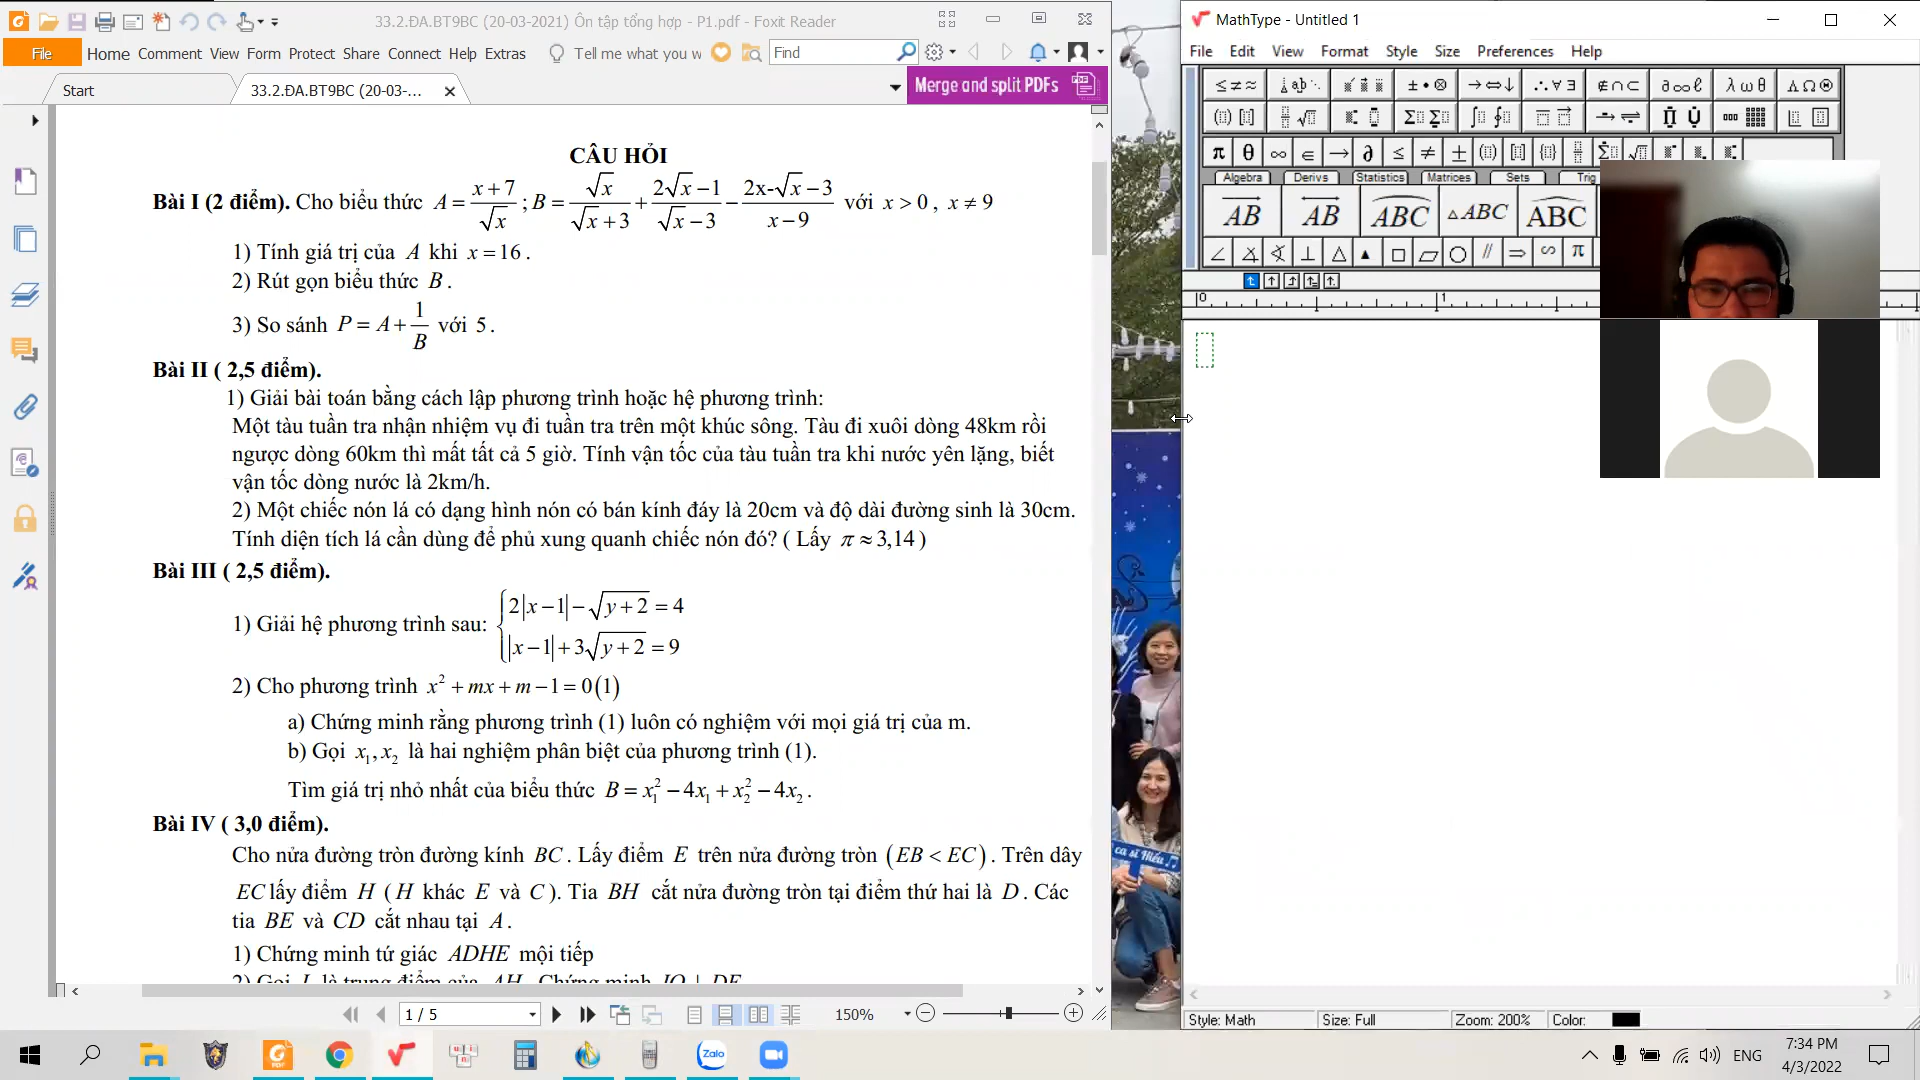 33.2.ĐA.BT9BC (20-03-2021) Ôn tập tổng hợp - P1.pdf - Foxit Reader
File Home Comment View Form Protect Share Connect Help Extras Tell me what you w Find
Start 33.2.ĐA.BT9BC (20-03-... Merge and split PDFs
CÂU HỎI
Bài I (2 điểm). Cho biểu thức A = (x+7)/√x ; B = √x/(√x+3) + (2√x−1)/(√x−3) − (2x-√x−3)/(x−9) với x > 0 , x ≠ 9
1) Tính giá trị của A khi x = 16 .
2) Rút gọn biểu thức B .
3) So sánh P = A + 1/B với 5 .
Bài II ( 2,5 điểm).
1) Giải bài toán bằng cách lập phương trình hoặc hệ phương trình:
Một tàu tuần tra nhận nhiệm vụ đi tuần tra trên một khúc sông. Tàu đi xuôi dòng 48km rồi
ngược dòng 60km thì mất tất cả 5 giờ. Tính vận tốc của tàu tuần tra khi nước yên lặng, biết
vận tốc dòng nước là 2km/h.
2) Một chiếc nón lá có dạng hình nón có bán kính đáy là 20cm và độ dài đường sinh là 30cm.
Tính diện tích lá cần dùng để phủ xung quanh chiếc nón đó? ( Lấy π ≈ 3,14 )
Bài III ( 2,5 điểm).
1) Giải hệ phương trình sau: { 2|x−1| − √(y+2) = 4
|x−1| + 3√(y+2) = 9
2) Cho phương trình x² + mx + m − 1 = 0 (1)
a) Chứng minh rằng phương trình (1) luôn có nghiệm với mọi giá trị của m.
b) Gọi x₁, x₂ là hai nghiệm phân biệt của phương trình (1).
Tìm giá trị nhỏ nhất của biểu thức B = x₁² − 4x₁ + x₂² − 4x₂ .
Bài IV ( 3,0 điểm).
Cho nửa đường tròn đường kính BC . Lấy điểm E trên nửa đường tròn (EB < EC) . Trên dây
EC lấy điểm H ( H khác E và C ). Tia BH cắt nửa đường tròn tại điểm thứ hai là D . Các
tia BE và CD cắt nhau tại A .
1) Chứng minh tứ giác ADHE mội tiếp
1 / 5 150%
MathType - Untitled 1
File Edit View Format Style Size Preferences Help
Algebra Derivs Statistics Matrices Sets Trig
AB AB ABC △ABC ABC
0 1
ca sĩ Hiếu
Style: Math Size: Full Zoom: 200% Color:
Zalo
ENG
7:34 PM
4/3/2022